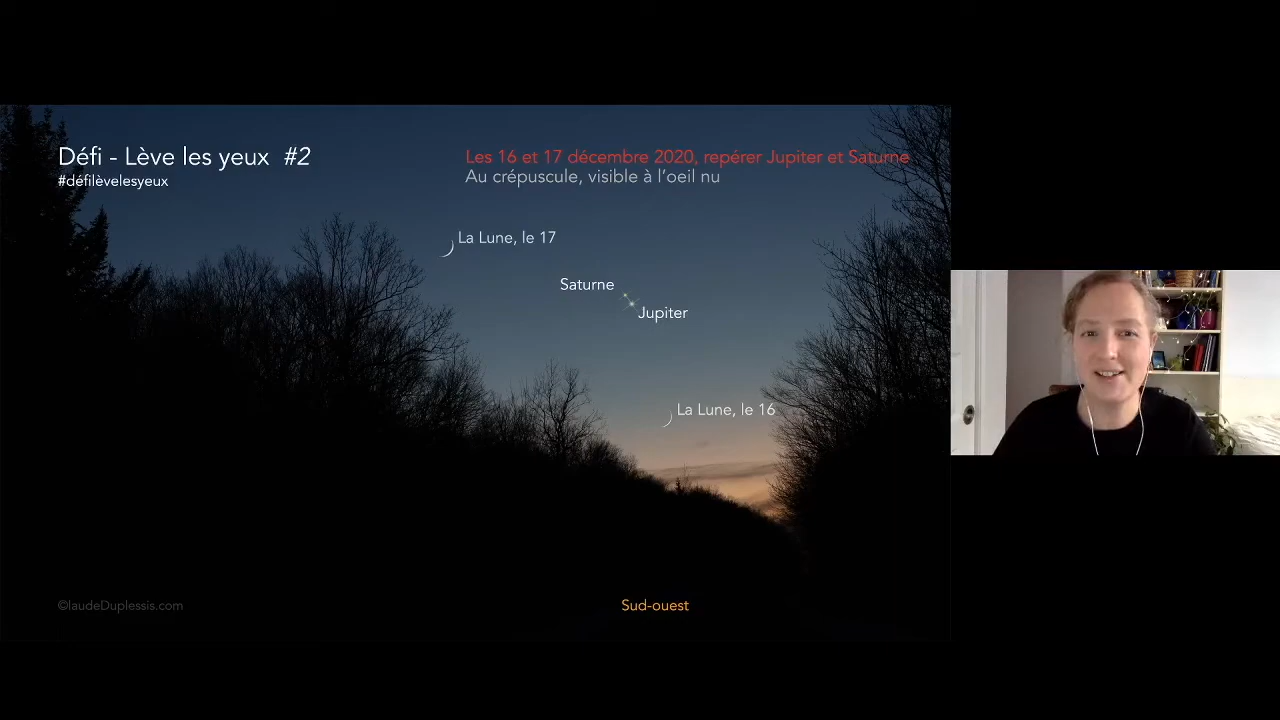 Défi - Lève les yeux #2
#défilèvelesyeux
Les 16 et 17 décembre 2020, repérer Jupiter et Saturne
Au crépuscule, visible à l'oeil nu
La Lune, le 17
Saturne
Jupiter
La Lune, le 16
©laudeDuplessis.com
Sud-ouest